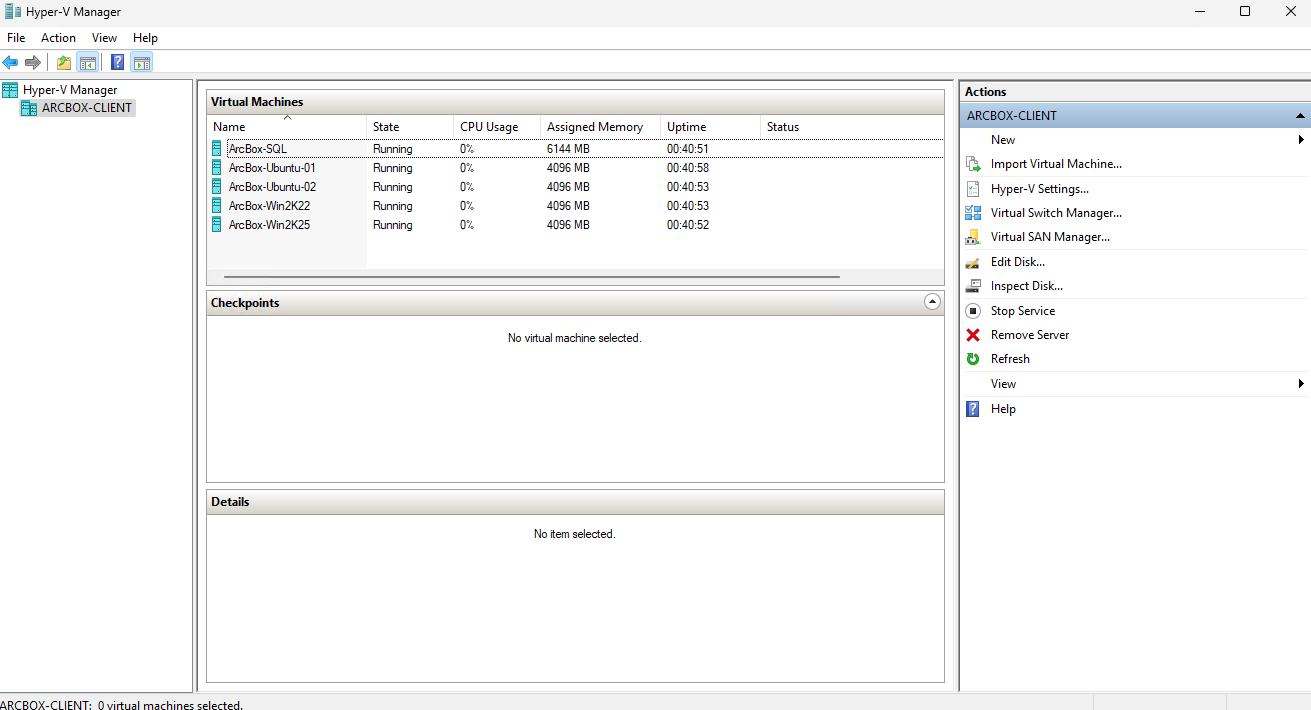 Hyper-V Manager
File Action View Help
Hyper-V Manager
ARCBOX-CLIENT
Virtual Machines
Name State CPU Usage Assigned Memory Uptime Status
ArcBox-SQL Running 0% 6144 MB 00:40:51
ArcBox-Ubuntu-01 Running 0% 4096 MB 00:40:58
ArcBox-Ubuntu-02 Running 0% 4096 MB 00:40:53
ArcBox-Win2K22 Running 0% 4096 MB 00:40:53
ArcBox-Win2K25 Running 0% 4096 MB 00:40:52
Checkpoints
No virtual machine selected.
Details
No item selected.
Actions
ARCBOX-CLIENT
New
Import Virtual Machine...
Hyper-V Settings...
Virtual Switch Manager...
Virtual SAN Manager...
Edit Disk...
Inspect Disk...
Stop Service
Remove Server
Refresh
View
Help
ARCBOX-CLIENT: 0 virtual machines selected.